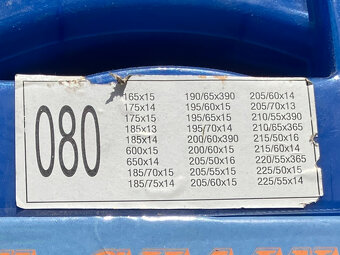 080
165x15 190/65x390 205/60x14
175x14 195/60x15 205/70x13
175x15 195/65x15 210/55x390
185x13 195/70x14 210/65x365
185x14 200/60x390 215/50x16
600x15 200/60x15 215/60x14
650x14 205/50x16 220/55x365
185/70x15 205/55x15 225/50x15
185/75x14 205/60x15 225/55x14